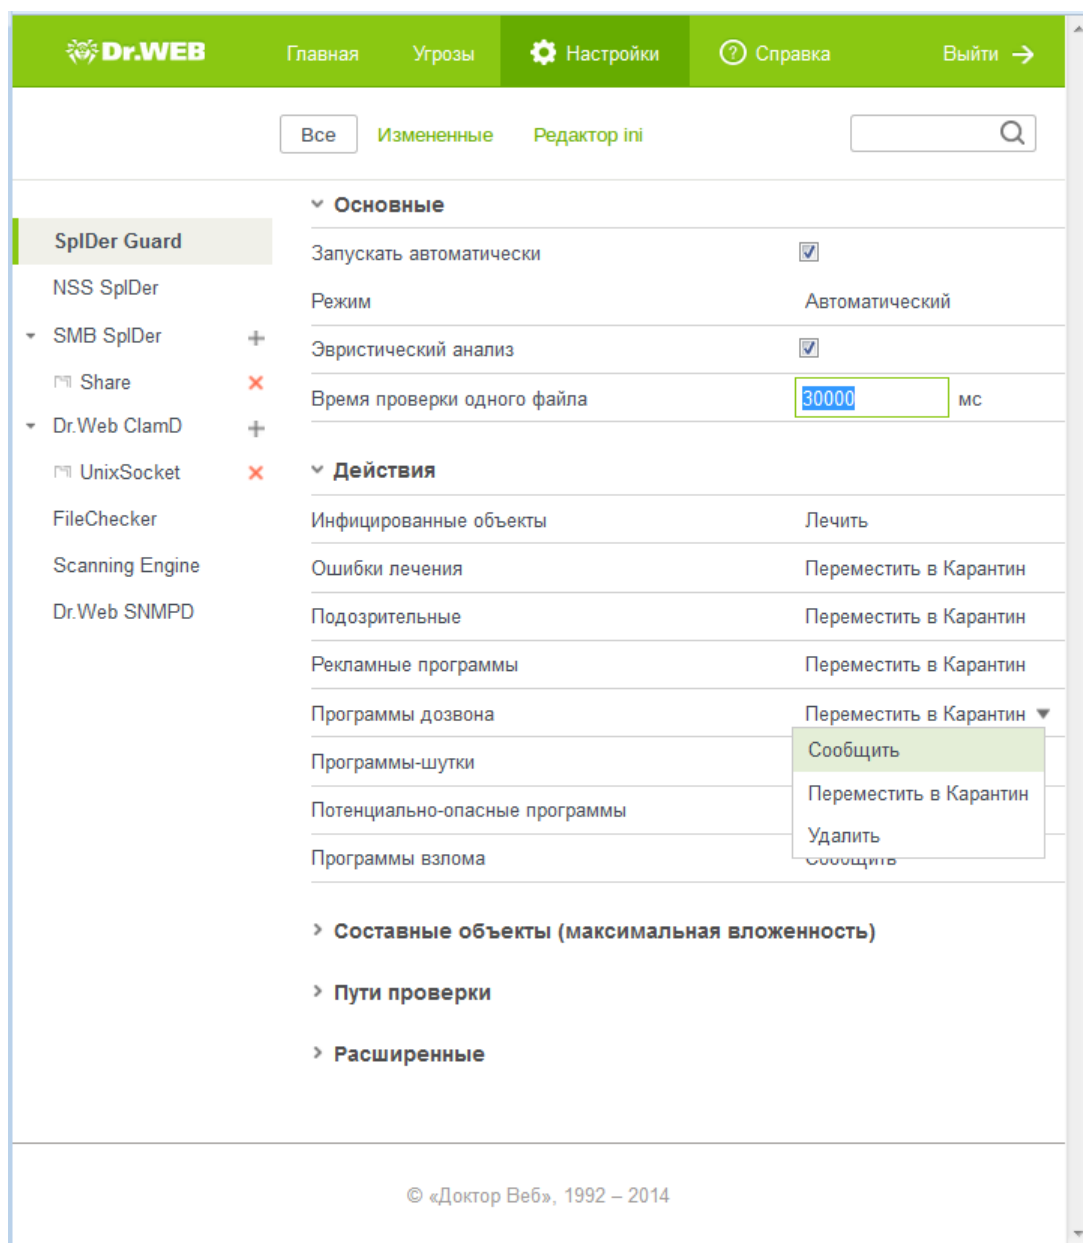 Dr.WEB Главная Угрозы Настройки ? Справка Выйти
Все Измененные Редактор ini
Основные
SpIDer Guard
Запускать автоматически
NSS SpIDer
Режим Автоматический
SMB SpIDer
Эвристический анализ
Share
Время проверки одного файла 30000 мс
Dr.Web ClamD
UnixSocket
Действия
FileChecker
Инфицированные объекты Лечить
Scanning Engine
Ошибки лечения Переместить в Карантин
Dr.Web SNMPD
Подозрительные Переместить в Карантин
Рекламные программы Переместить в Карантин
Программы дозвона Переместить в Карантин
Сообщить
Программы-шутки
Переместить в Карантин
Потенциально-опасные программы
Удалить
Программы взлома Сообщить
Составные объекты (максимальная вложенность)
Пути проверки
Расширенные
© «Доктор Веб», 1992 – 2014